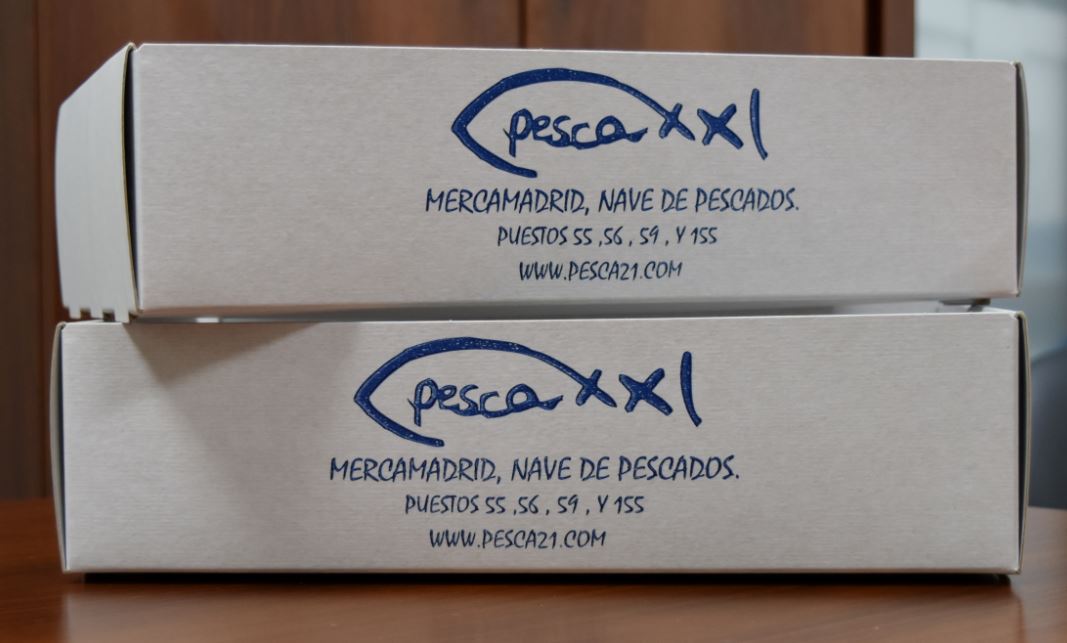 pesca xxl
MERCAMADRID, NAVE DE PESCADOS.
PUESTOS 55 ,56 , 59 , Y 155
WWW.PESCA21.COM
pesca xxl
MERCAMADRID, NAVE DE PESCADOS.
PUESTOS 55 ,56 , 59 , Y 155
WWW.PESCA21.COM